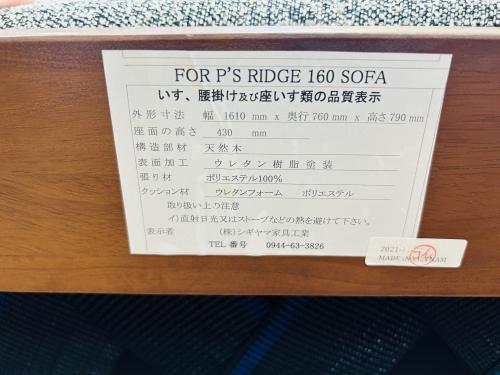 FOR P'S RIDGE 160 SOFA
いす、腰掛け及び座いす類の品質表示
外形寸法 幅 1610 mm x 奥行 760 mm x 高さ 790 mm
座面の高さ 430 mm
構造部材 天然木
表面加工 ウレタン樹脂塗装
張り材 ポリエステル100%
クッション材 ウレタンフォーム ポリエステル
取り扱い上り注意
イ)直射日光又はストーブなどの熱を避けて下さい。
表示者 (株)シギヤマ家具工業
TEL 番号 0944-63-3826
2021
MADE IN VIETNAM